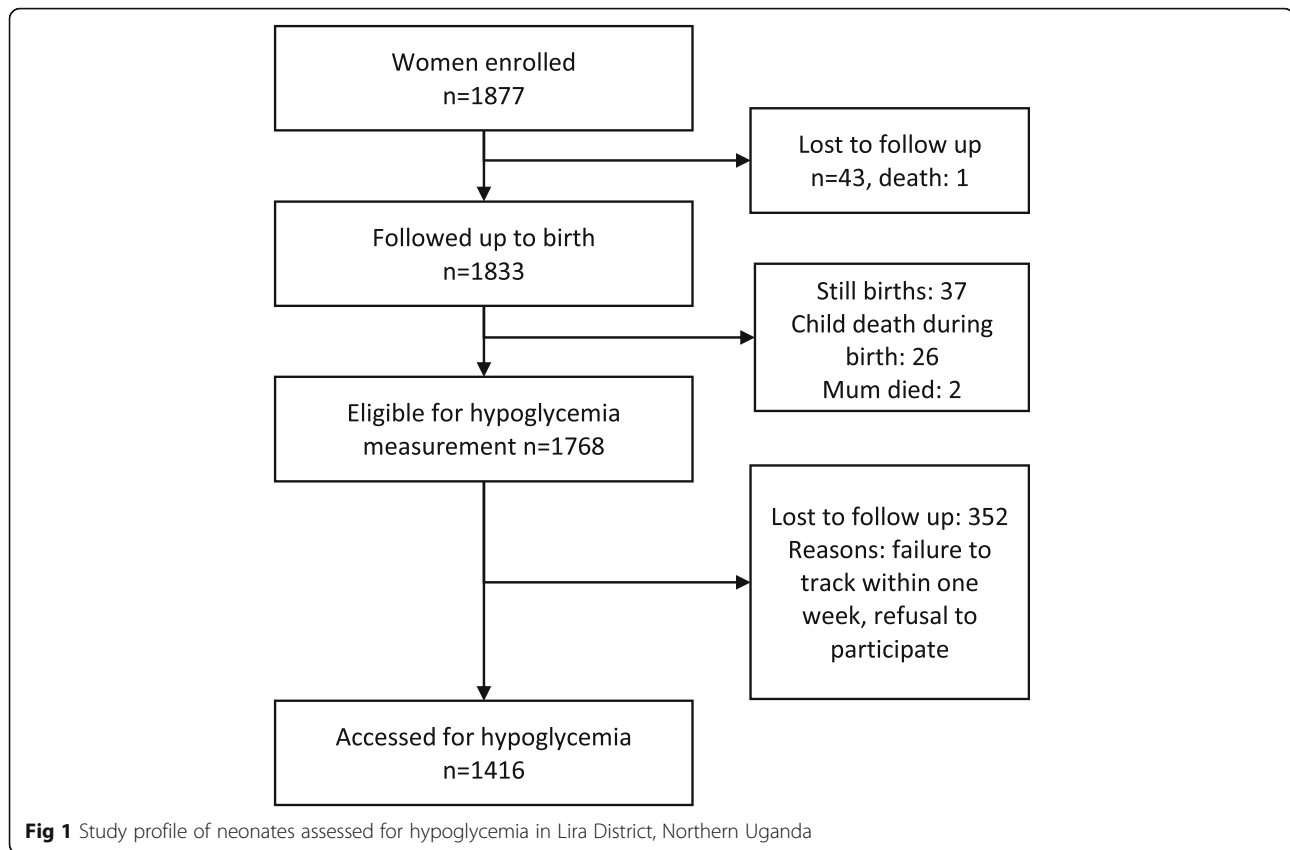 Women enrolled
n=1877
Lost to follow up
n=43, death: 1
Followed up to birth
n=1833
Still births: 37
Child death during
birth: 26
Mum died: 2
Eligible for hypoglycemia
measurement n=1768
Lost to follow up: 352
Reasons: failure to
track within one
week, refusal to
participate
Accessed for hypoglycemia
n=1416
Fig 1 Study profile of neonates assessed for hypoglycemia in Lira District, Northern Uganda